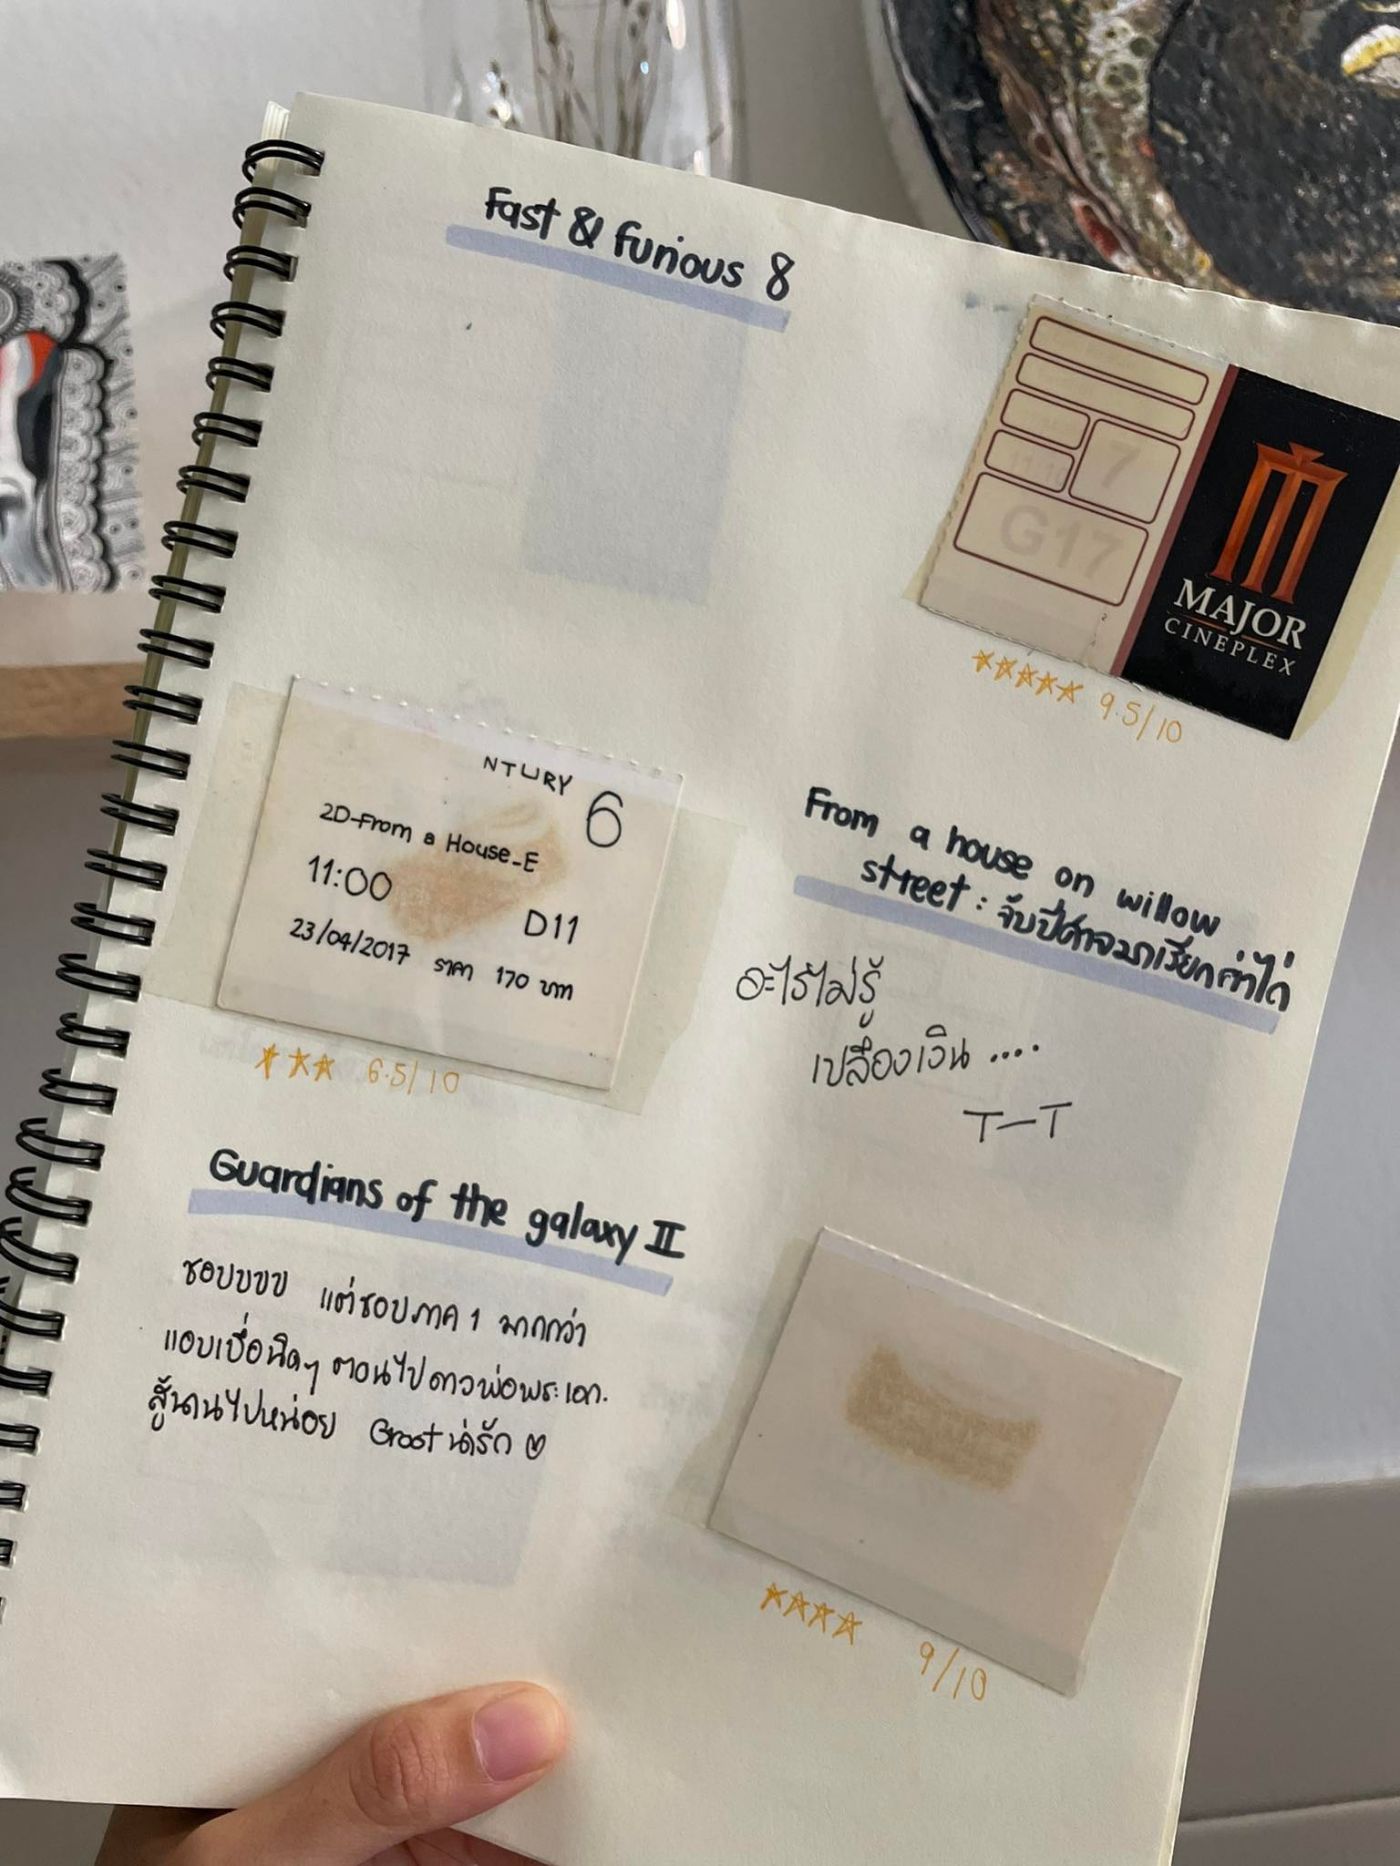 Fast & Furious 8
7
G17
MAJOR
CINEPLEX
9.5/10
NTURY 6
2D-From a House-E
11:00
D11
23/04/2017 ราคา 170 บาท
6.5/10
From a house on willow
street : จับปีศาจมาเรียกค่าไถ่
อะไรไม่รู้
เปลืองเงิน ....
T-T
Guardians of the galaxy II
ชอบบบบ แต่ชอบภาค 1 มากกว่า
แอบเบื่อนิดๆ ตอนไปดาวพ่อพระเอก.
สู้นานไปหน่อย Groot น่ารัก
9/10